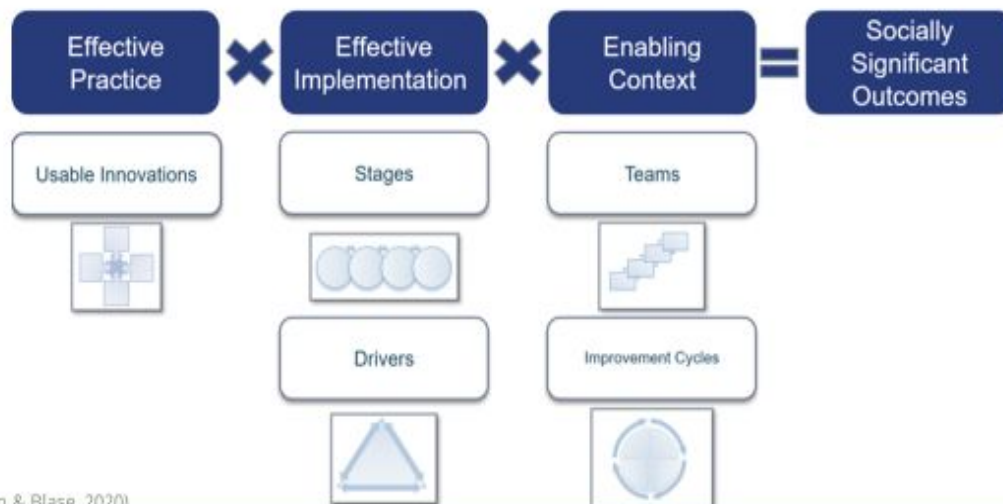 Effective
Practice
Effective
Implementation
Enabling
Context
Socially
Significant
Outcomes
Usable Innovations
Stages
Teams
Drivers
Improvement Cycles
& Blase, 2020)